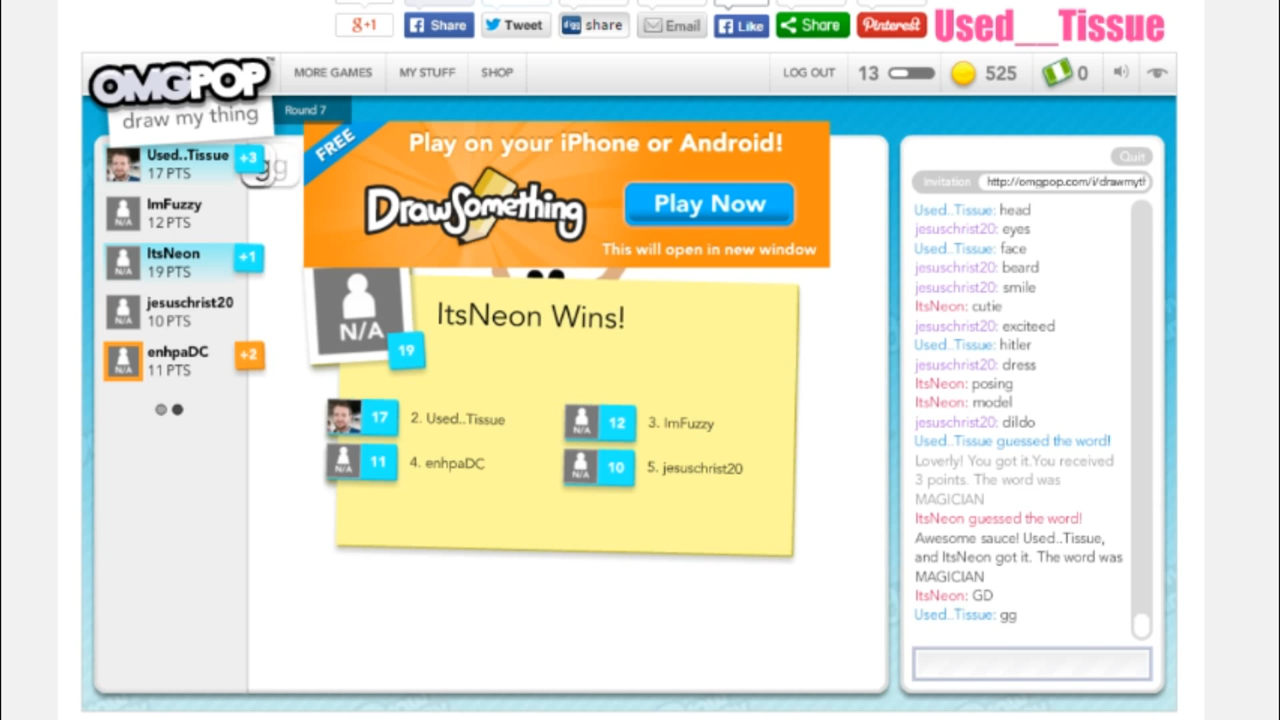 g+1 Share Tweet digg share Email Like Share Pinterest Used__Tissue
OMGPOP MORE GAMES MY STUFF SHOP LOG OUT 13 525 0
draw my thing
Round 7
Used..Tissue +3
17 PTS
gg
ImFuzzy
12 PTS
ItsNeon +1
19 PTS
jesuschrist20
10 PTS
enhpaDC +2
11 PTS
N/A
N/A
N/A
N/A
FREE
Play on your iPhone or Android!
DrawSomething
Play Now
This will open in new window
N/A
19
ItsNeon Wins!
17 2. Used..Tissue
N/A 12 3. ImFuzzy
N/A 11 4. enhpaDC
N/A 10 5. jesuschrist20
Quit
Invitation http://omgpop.com/i/drawmyt
Used..Tissue: head
jesuschrist20: eyes
Used..Tissue: face
jesuschrist20: beard
jesuschrist20: smile
ItsNeon: cutie
jesuschrist20: exciteed
Used..Tissue: hitler
jesuschrist20: dress
ItsNeon: posing
ItsNeon: model
jesuschrist20: dildo
Used..Tissue guessed the word!
Loverly! You got it.You received
3 points. The word was
MAGICIAN
ItsNeon guessed the word!
Awesome sauce! Used..Tissue,
and ItsNeon got it. The word was
MAGICIAN
ItsNeon: GD
Used..Tissue: gg